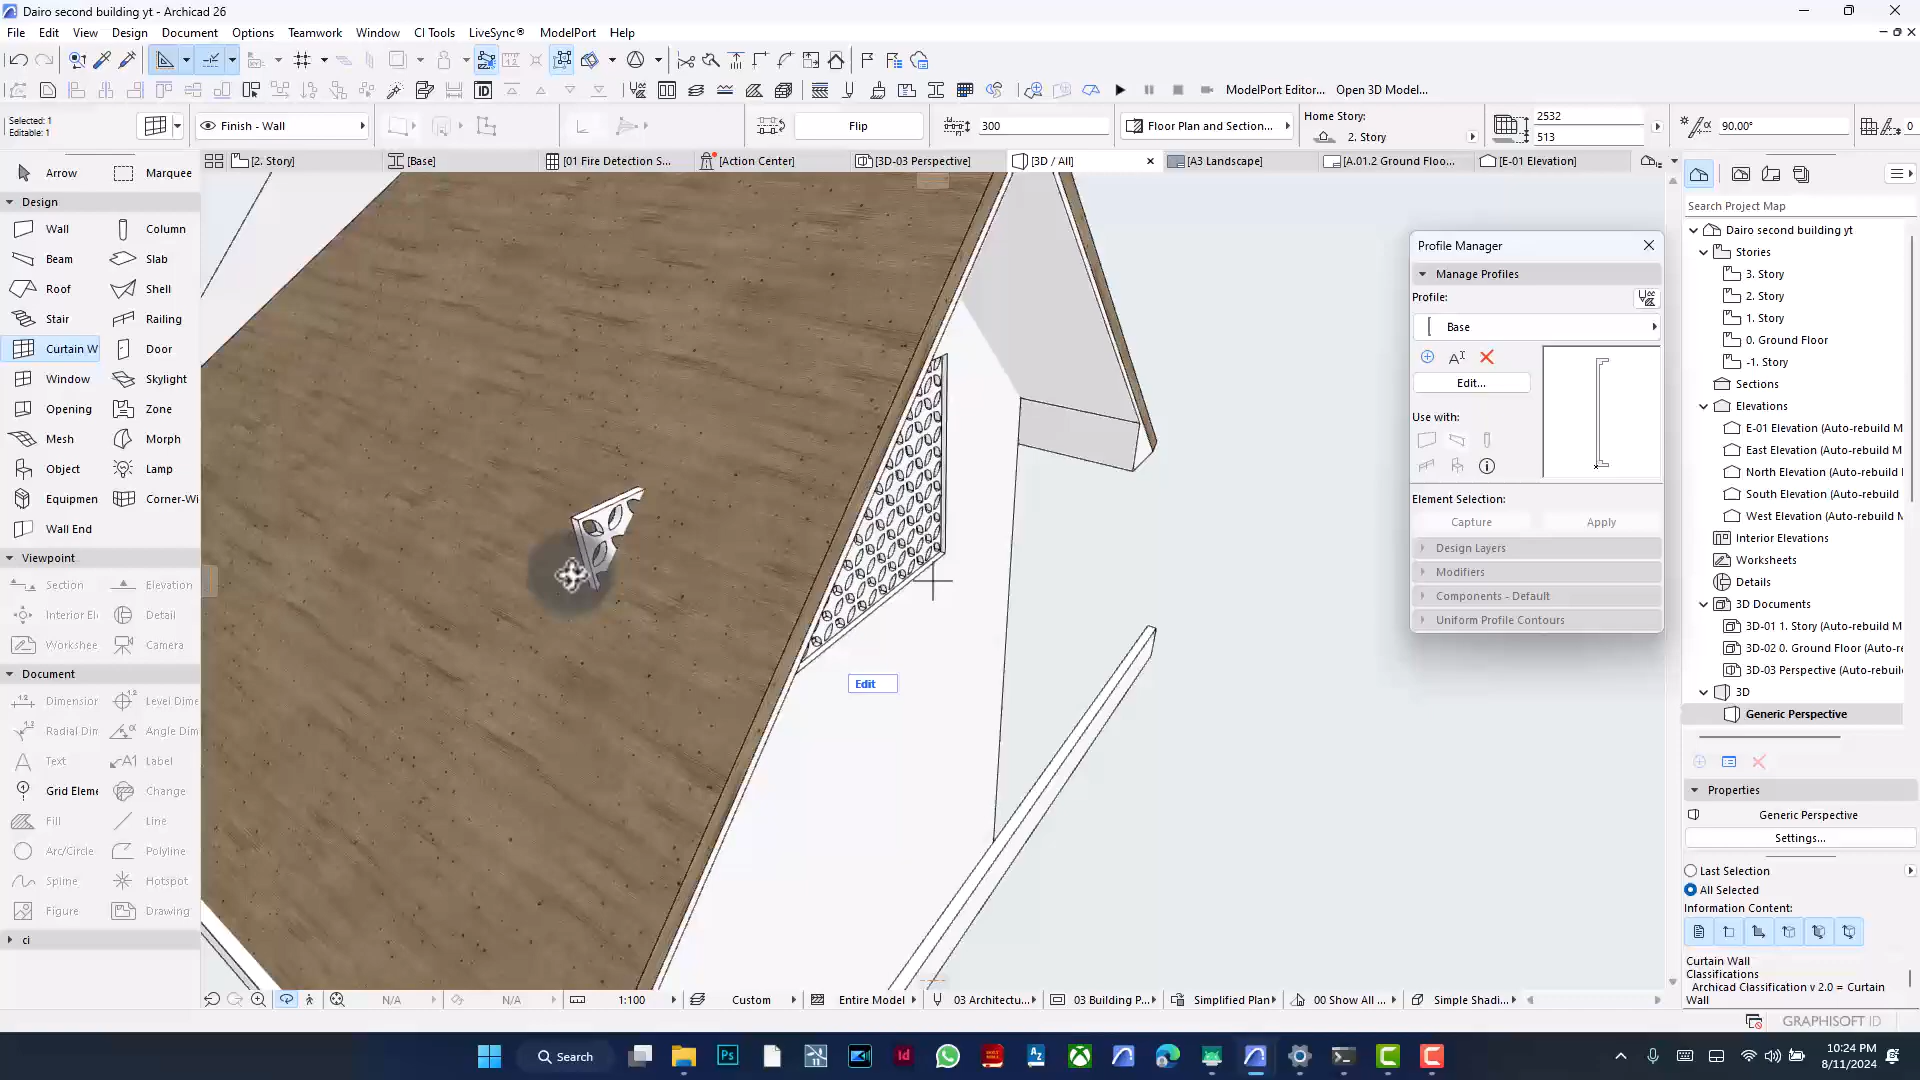 Dairo second building yt - Archicad 26
File Edit View Design Document Options Teamwork Window CI Tools LiveSync® ModelPort Help
ModelPort Editor... Open 3D Model...
Selected: 1
Editable: 1
Finish - Wall
Flip
300
Floor Plan and Section...
Home Story:
2. Story
2532
513
90.00°
0
[2. Story]
[Base]
[01 Fire Detection S...
[Action Center]
[3D-03 Perspective]
[3D / All]
[A3 Landscape]
[A.01.2 Ground Floo...
[E-01 Elevation]
Arrow Marquee
Design
Wall Column
Beam Slab
Roof Shell
Stair Railing
Curtain W Door
Window Skylight
Opening Zone
Mesh Morph
Object Lamp
Equipmen Corner-Wi
Wall End
Viewpoint
Section Elevation
Interior El Detail
Workshee Camera
Document
Dimension Level Dime
Radial Dim Angle Dim
Text Label
Grid Eleme Change
Fill Line
Arc/Circle Polyline
Spline Hotspot
Figure Drawing
ci
Edit
Profile Manager
Manage Profiles
Profile:
Base
Edit...
Use with:
Element Selection:
Capture Apply
Design Layers
Modifiers
Components - Default
Uniform Profile Contours
Search Project Map
Dairo second building yt
Stories
3. Story
2. Story
1. Story
0. Ground Floor
-1. Story
Sections
Elevations
E-01 Elevation (Auto-rebuild M
East Elevation (Auto-rebuild M
North Elevation (Auto-rebuild
South Elevation (Auto-rebuild
West Elevation (Auto-rebuild M
Interior Elevations
Worksheets
Details
3D Documents
3D-01 1. Story (Auto-rebuild M
3D-02 0. Ground Floor (Auto-re
3D-03 Perspective (Auto-rebuild
3D
Generic Perspective
Properties
Generic Perspective
Settings...
Last Selection
All Selected
Information Content:
Curtain Wall
Classifications
Archicad Classification v 2.0 = Curtain
Wall
N/A N/A 1:100 Custom Entire Model 03 Architectu... 03 Building P... Simplified Plan 00 Show All ... Simple Shadi...
GRAPHISOFT ID
Search
10:24 PM
8/11/2024